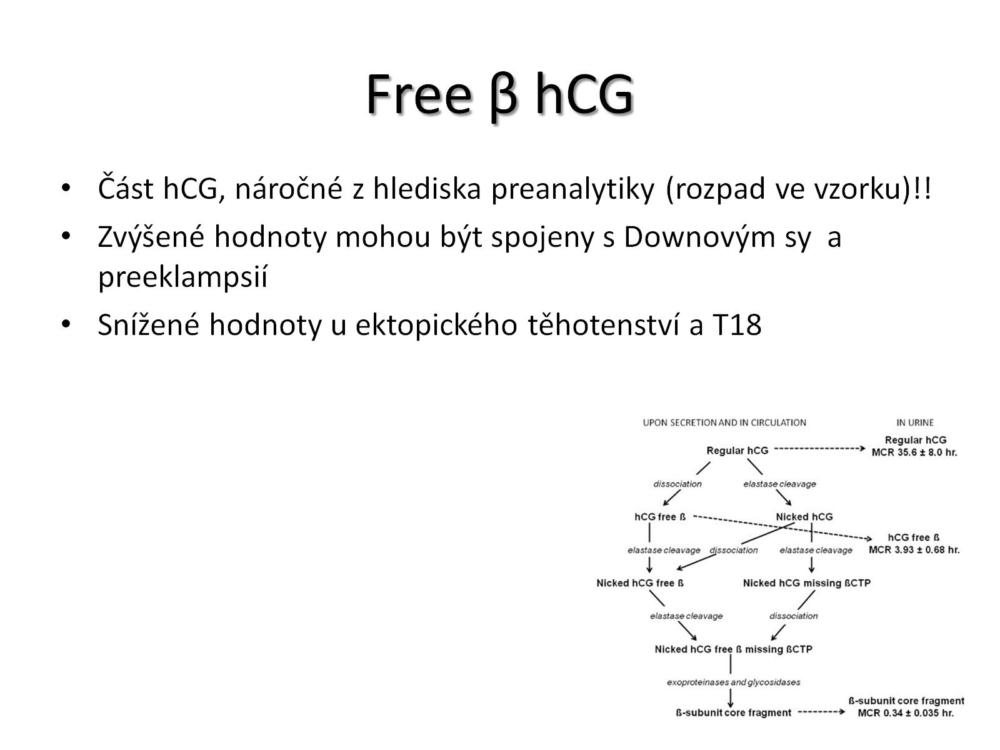 Free β hCG
• Část hCG, náročné z hlediska preanalytiky (rozpad ve vzorku)!!
• Zvýšené hodnoty mohou být spojeny s Downovým sy  a
preeklampsií
• Snížené hodnoty u ektopického těhotenství a T18
UPON SECRETION AND IN CIRCULATION
IN URINE
Regular hCG
Regular hCG
MCR 35.6 ± 8.0 hr.
dissociation
elastase cleavage
hCG free ß
Nicked hCG
hCG free ß
MCR 3.93 ± 0.68 hr.
elastase cleavage
dissociation
elastase cleavage
Nicked hCG free ß
Nicked hCG missing ßCTP
elastase cleavage
dissociation
Nicked hCG free ß missing ßCTP
exoproteinases and glycosidases
ß-subunit core fragment
ß-subunit core fragment
MCR 0.34 ± 0.035 hr.